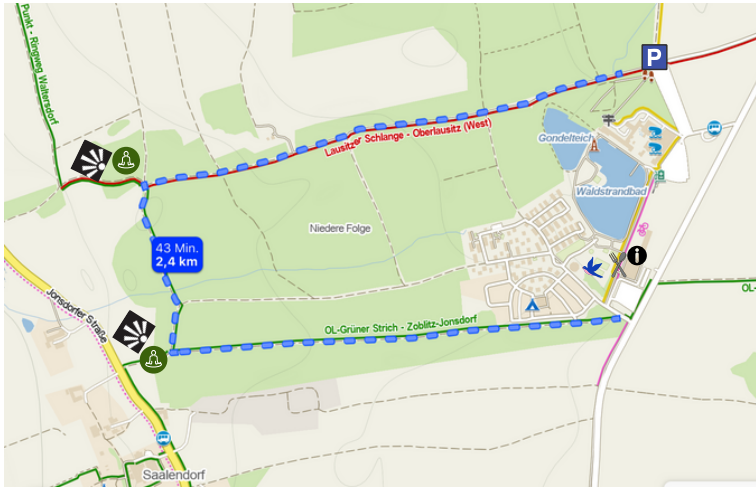 Punkt - Ringweg Waltersdorf
P
Lausitzer Schlange - Oberlausitz (West)
Gondelteich
Waldstrandbad
Niedere Folge
43 Min.
2,4 km
i
Jonsdorfer Straße
OL-Grüner Strich - Zoblitz-Jonsdorf
OL-
Saalendorf